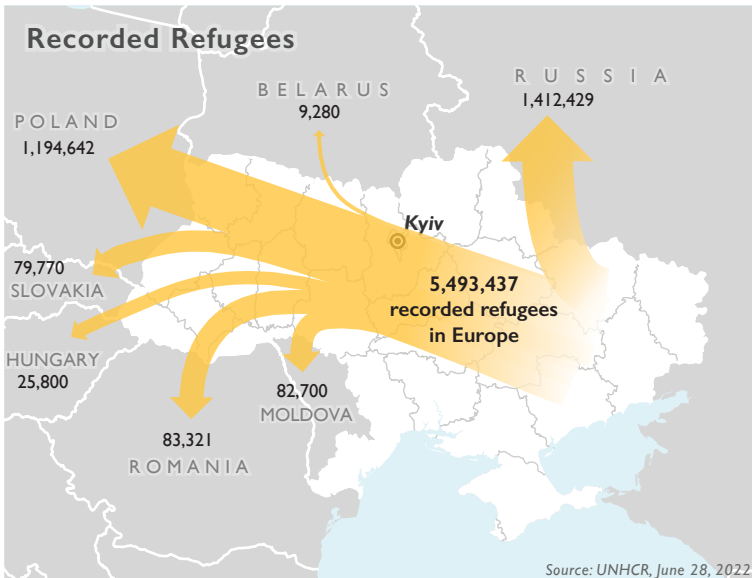 Recorded Refugees
RUSSIA
1,412,429
BELARUS
9,280
POLAND
1,194,642
Kyiv
79,770
SLOVAKIA
5,493,437
recorded refugees
in Europe
HUNGARY
25,800
82,700
MOLDOVA
83,321
ROMANIA
Source: UNHCR, June 28, 2022